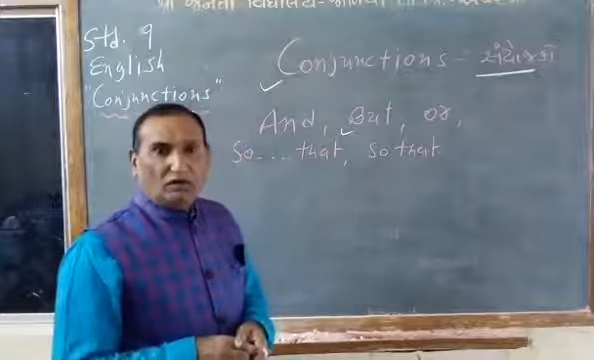 Std. 9
English
"Conjunctions"
Conjunctions - સંયોજકો
And, But, or,
So.... that, so that